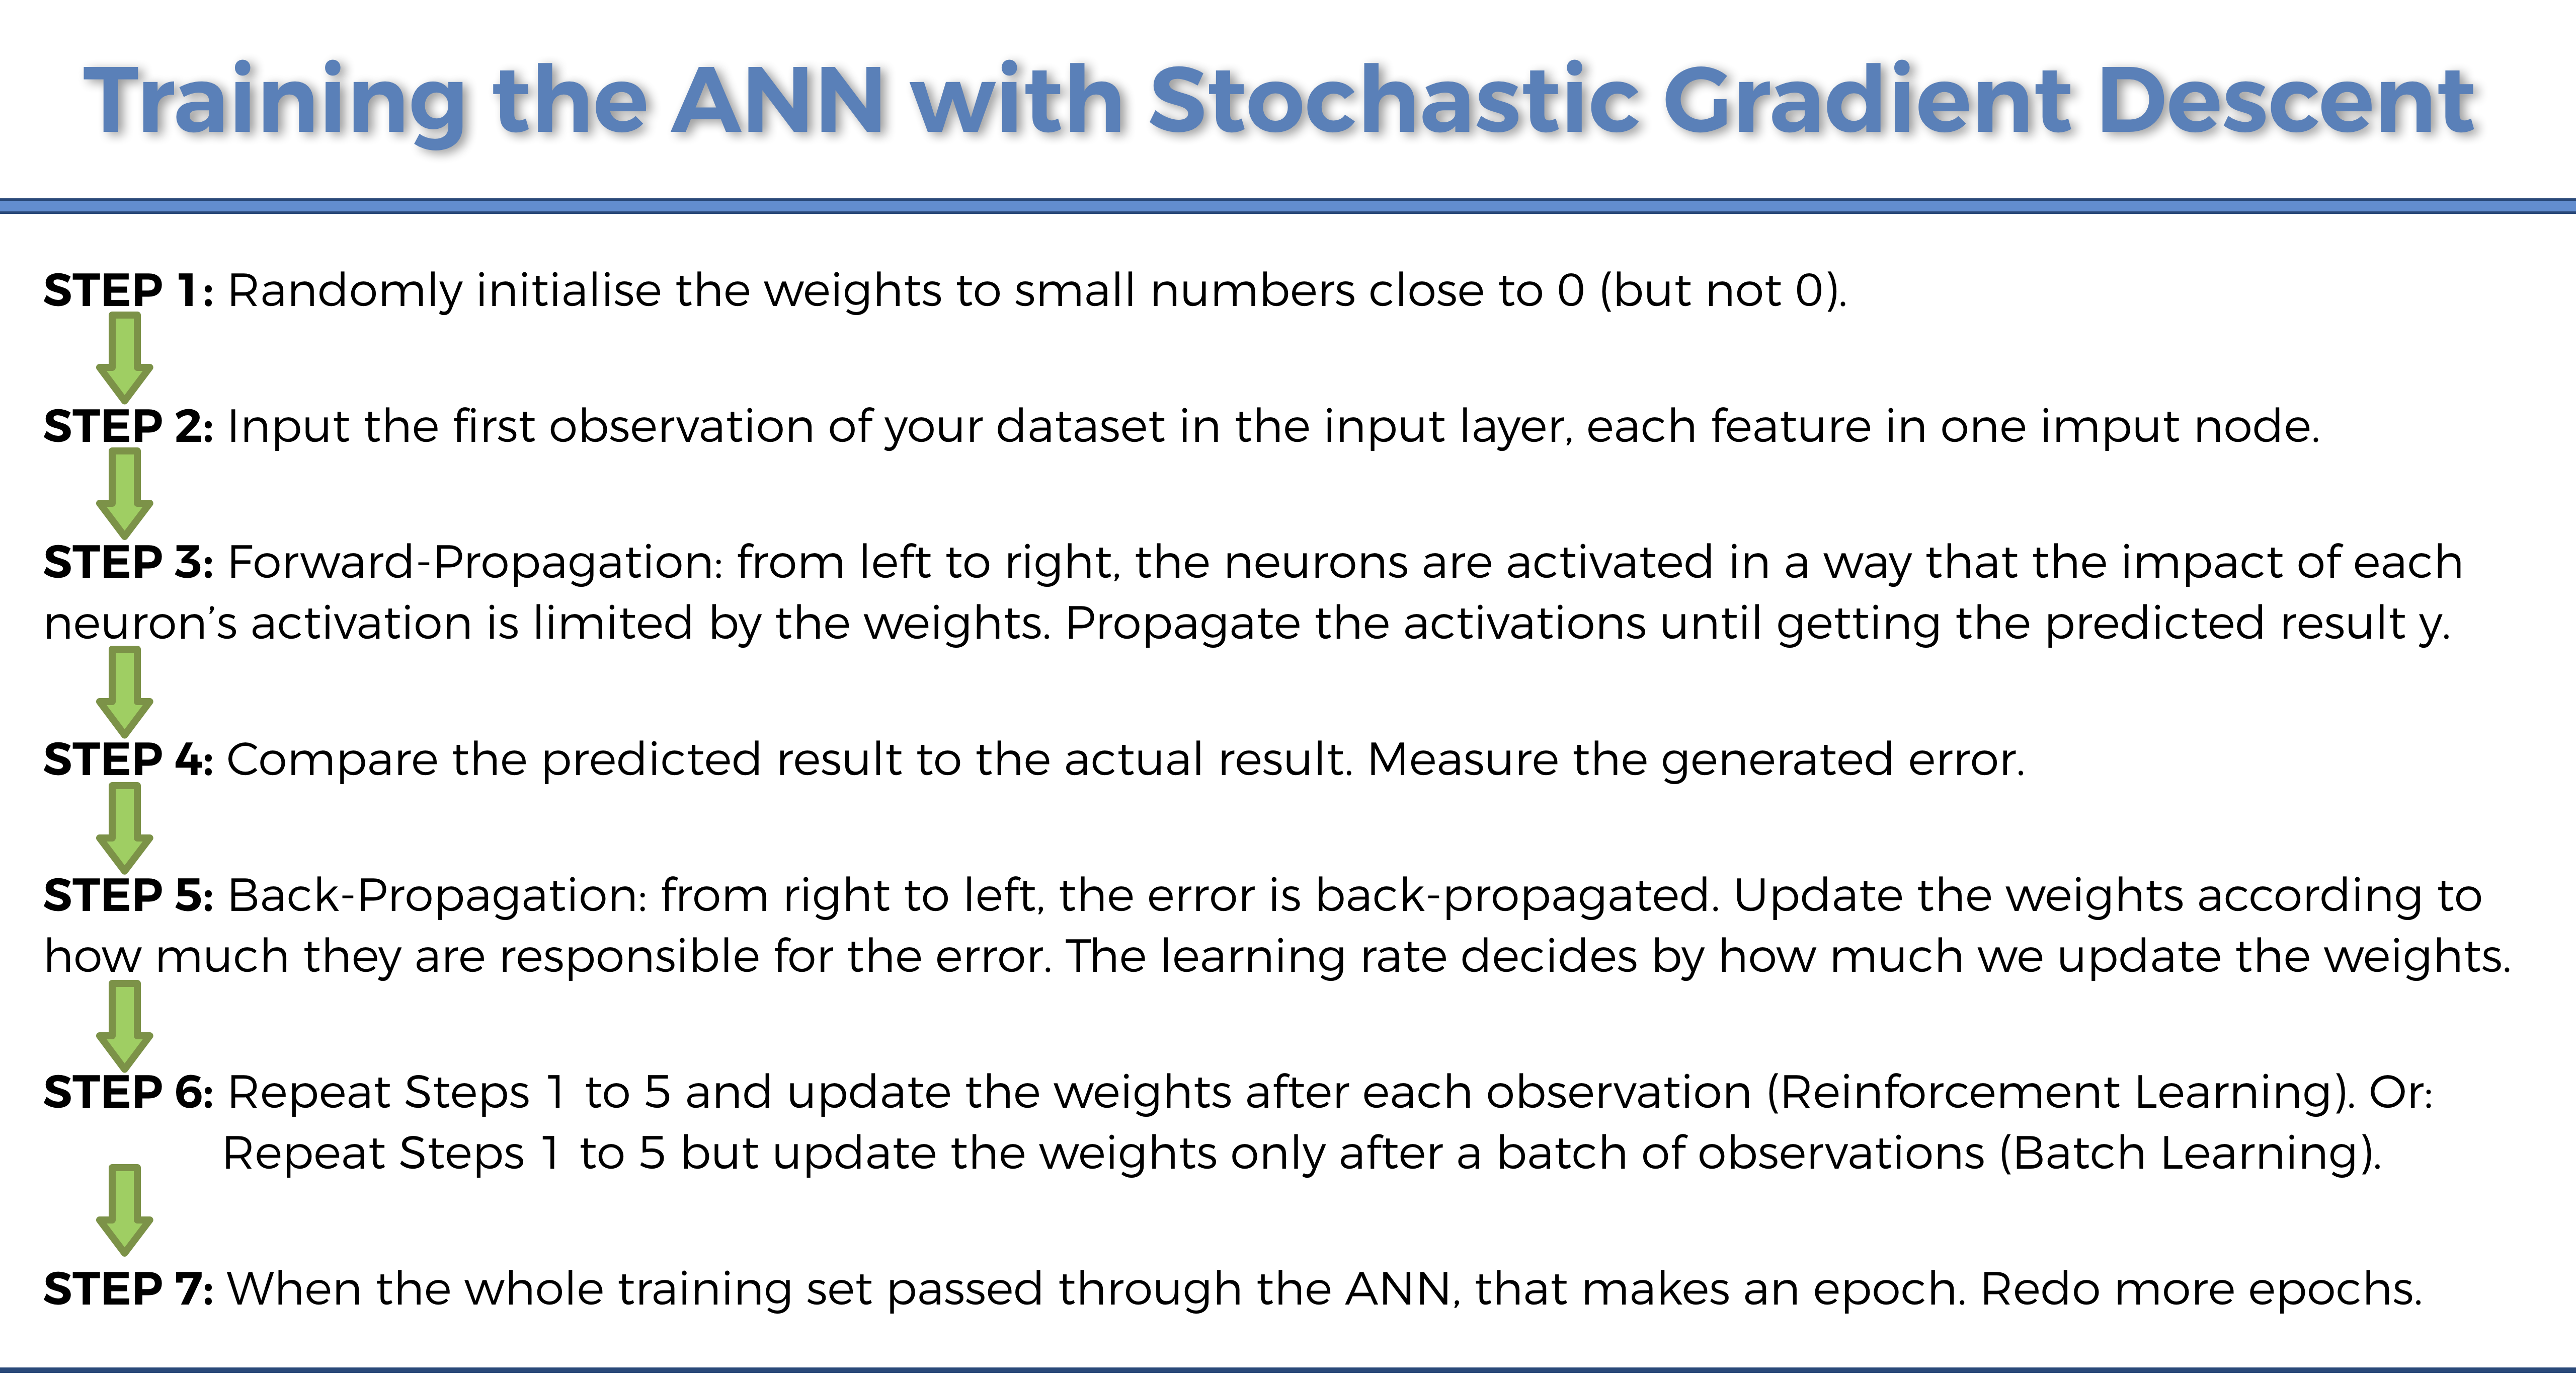 Training the ANN with Stochastic Gradient Descent
STEP 1: Randomly initialise the weights to small numbers close to 0 (but not 0).
STEP 2: Input the first observation of your dataset in the input layer, each feature in one imput node.
STEP 3: Forward-Propagation: from left to right, the neurons are activated in a way that the impact of each
neuron’s activation is limited by the weights. Propagate the activations until getting the predicted result y.
STEP 4: Compare the predicted result to the actual result. Measure the generated error.
STEP 5: Back-Propagation: from right to left, the error is back-propagated. Update the weights according to
how much they are responsible for the error. The learning rate decides by how much we update the weights.
STEP 6: Repeat Steps 1 to 5 and update the weights after each observation (Reinforcement Learning). Or:
Repeat Steps 1 to 5 but update the weights only after a batch of observations (Batch Learning).
STEP 7: When the whole training set passed through the ANN, that makes an epoch. Redo more epochs.